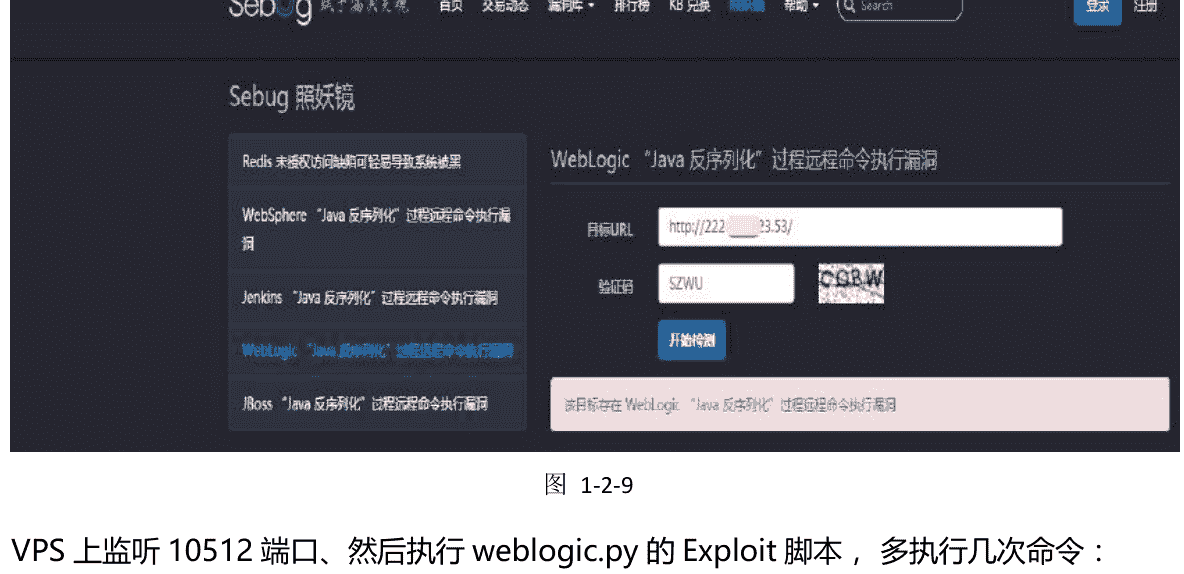 Sebug
首页 交易动态 漏洞库 排行榜 KB 兑换 照妖镜 帮助 Search 登录 注册
Sebug 照妖镜
Redis 未授权访问缺陷可轻易导致系统被黑
WebSphere “Java 反序列化”过程远程命令执行漏
洞
Jenkins “Java 反序列化”过程远程命令执行漏洞
WebLogic “Java 反序列化”过程远程命令执行漏洞
JBoss “Java 反序列化”过程远程命令执行漏洞
WebLogic “Java 反序列化”过程远程命令执行漏洞
目标URL http://222 23.53/
验证码 SZWU CGBW
开始检测
该目标存在 WebLogic “Java 反序列化”过程远程命令执行漏洞
图 1-2-9
VPS 上监听 10512 端口、然后执行 weblogic.py 的 Exploit 脚本，多执行几次命令：